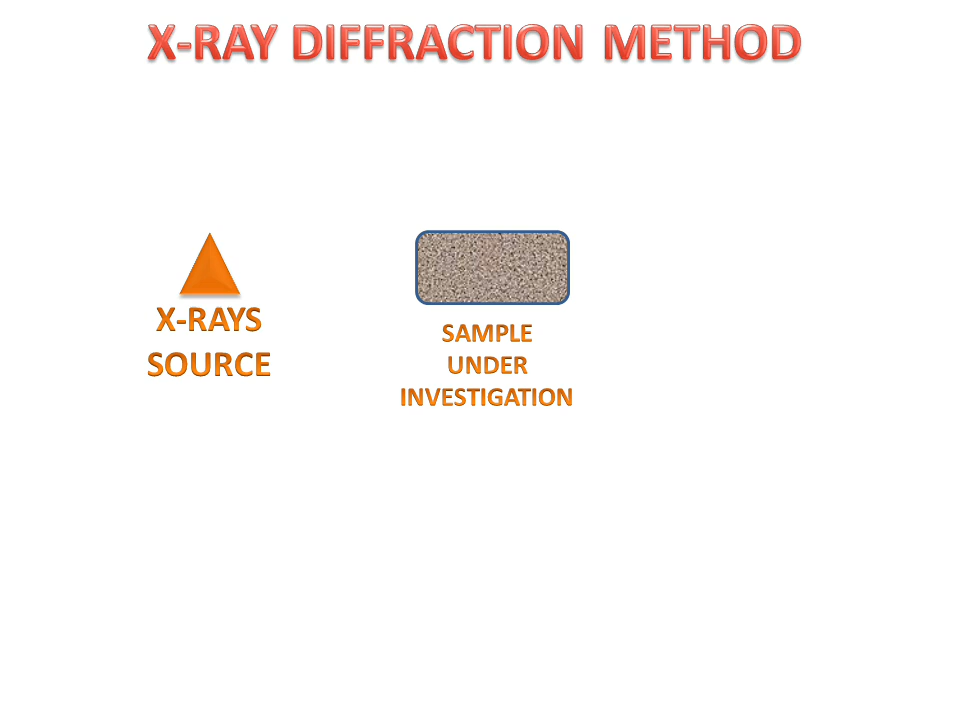 X-RAY DIFFRACTION METHOD
X-RAYS
SOURCE
SAMPLE
UNDER
INVESTIGATION